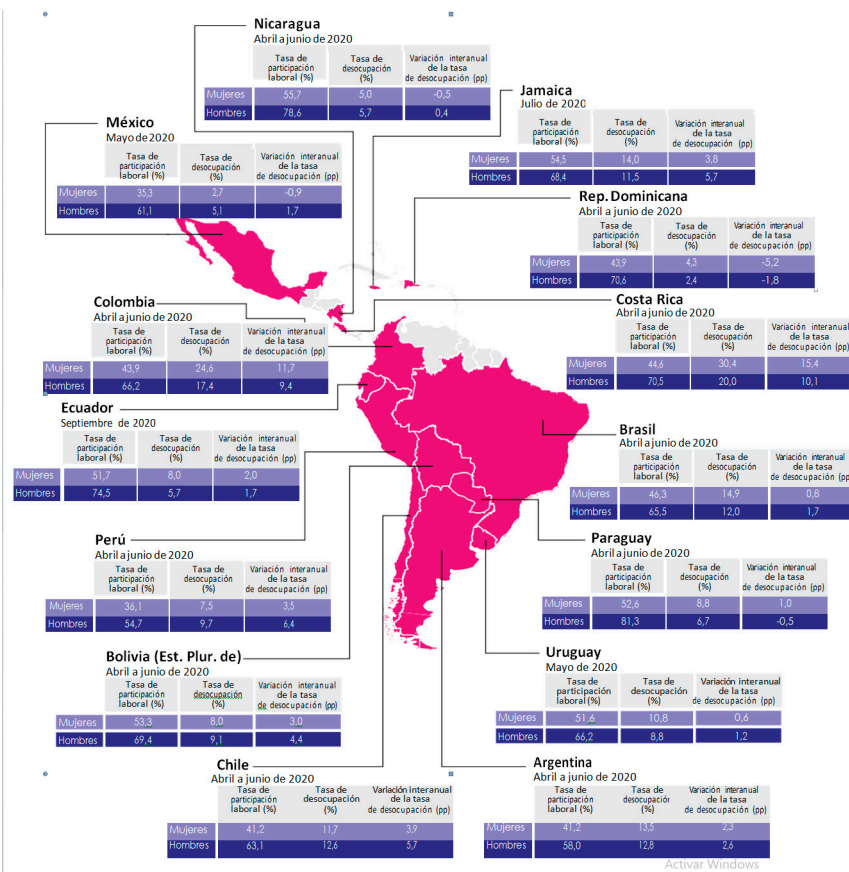 Nicaragua
Abril a junio de 2020
Tasa de participación laboral (%) Tasa de desocupación (%) Variación interanual de la tasa de desocupación (pp)
Mujeres 55,7 5,0 -0,5
Hombres 78,6 5,7 0,4
Jamaica
Julio de 2020
Tasa de participación laboral (%) Tasa de desocupación (%) Variación interanual de la tasa de desocupación (pp)
Mujeres 54,5 14,0 3,8
Hombres 68,4 11,5 5,7
México
Mayo de 2020
Tasa de participación laboral (%) Tasa de desocupación (%) Variación interanual de la tasa de desocupación (pp)
Mujeres 35,3 2,7 -0,9
Hombres 61,1 5,1 1,7
Rep. Dominicana
Abril a junio de 2020
Tasa de participación laboral (%) Tasa de desocupación (%) Variación interanual de la tasa de desocupación (pp)
Mujeres 43,9 4,3 -5,2
Hombres 70,6 2,4 -1,8
Colombia
Abril a junio de 2020
Tasa de participación laboral (%) Tasa de desocupación (%) Variación interanual de la tasa de desocupación (pp)
Mujeres 43,9 24,6 11,7
Hombres 66,2 17,4 9,4
Costa Rica
Abril a junio de 2020
Tasa de participación laboral (%) Tasa de desocupación (%) Variación interanual de la tasa de desocupación (pp)
Mujeres 44,6 30,4 15,4
Hombres 70,5 20,0 10,1
Ecuador
Septiembre de 2020
Tasa de participación laboral (%) Tasa de desocupación (%) Variación interanual de la tasa de desocupación (pp)
Mujeres 51,7 8,0 2,0
Hombres 74,5 5,7 1,7
Brasil
Abril a junio de 2020
Tasa de participación laboral (%) Tasa de desocupación (%) Variación interanual de la tasa de desocupación (pp)
Mujeres 46,3 14,9 0,8
Hombres 65,5 12,0 1,7
Perú
Abril a junio de 2020
Tasa de participación laboral (%) Tasa de desocupación (%) Variación interanual de la tasa de desocupación (pp)
Mujeres 36,1 7,5 3,5
Hombres 54,7 9,7 6,4
Paraguay
Abril a junio de 2020
Tasa de participación laboral (%) Tasa de desocupación (%) Variación interanual de la tasa de desocupación (pp)
Mujeres 52,6 8,8 1,0
Hombres 81,3 6,7 -0,5
Bolivia (Est. Plur. de)
Abril a junio de 2020
Tasa de participación laboral (%) Tasa de desocupación (%) Variación interanual de la tasa de desocupación (pp)
Mujeres 53,3 8,0 3,0
Hombres 69,4 9,1 4,4
Uruguay
Mayo de 2020
Tasa de participación laboral (%) Tasa de desocupación (%) Variación interanual de la tasa de desocupación (pp)
Mujeres 51,6 10,8 0,6
Hombres 66,2 8,8 1,2
Chile
Abril a junio de 2020
Tasa de participación laboral (%) Tasa de desocupación (%) Variación interanual de la tasa de desocupación (pp)
Mujeres 41,2 11,7 3,9
Hombres 63,1 12,6 5,7
Argentina
Abril a junio de 2020
Tasa de participación laboral (%) Tasa de desocupación (%) Variación interanual de la tasa de desocupación (pp)
Mujeres 41,2 13,5 2,3
Hombres 58,0 12,8 2,6
Activar Windows